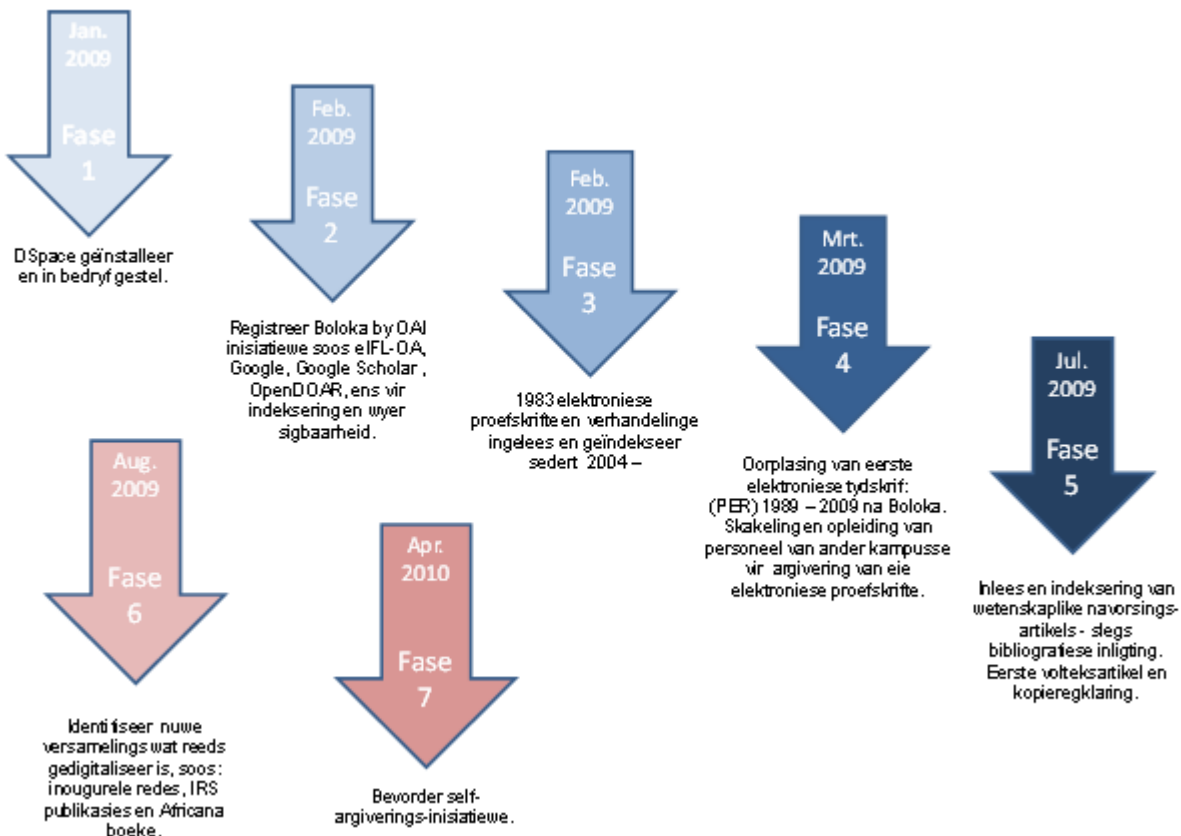 Jan.
2009
Fase
1
DSpace geïnstalleer
en in bedryf gestel.
Feb.
2009
Fase
2
Registreer Boloka by OAI
inisiatiewe soos eIFL-OA,
Google, Google Scholar ,
OpenDOAR, ens vir
indeksering en wyer
sigbaarheid.
Feb.
2009
Fase
3
1983 elektroniese
proefskrifte en verhandelinge
ingelees en geïndekseer
sedert 2004 –
Mrt.
2009
Fase
4
Oorplasing van eerste
elektroniese tydskrif:
(PER) 1989 – 2009 na Boloka.
Skakeling en opleiding van
personeel van ander kampusse
vir argivering van eie
elektroniese proefskrifte.
Jul.
2009
Fase
5
Inlees en indeksering van
wetenskaplike navorsings-
artikels - slegs
bibliografiese inligting.
Eerste volteksartikel en
kopieregklaring.
Aug.
2009
Fase
6
Identifiseer nuwe
versamelings wat reeds
gedigitaliseer is, soos :
inougurele redes, IRS
publikasies en Africana
boeke.
Apr.
2010
Fase
7
Bevorder self-
argiverings-inisiatiewe.